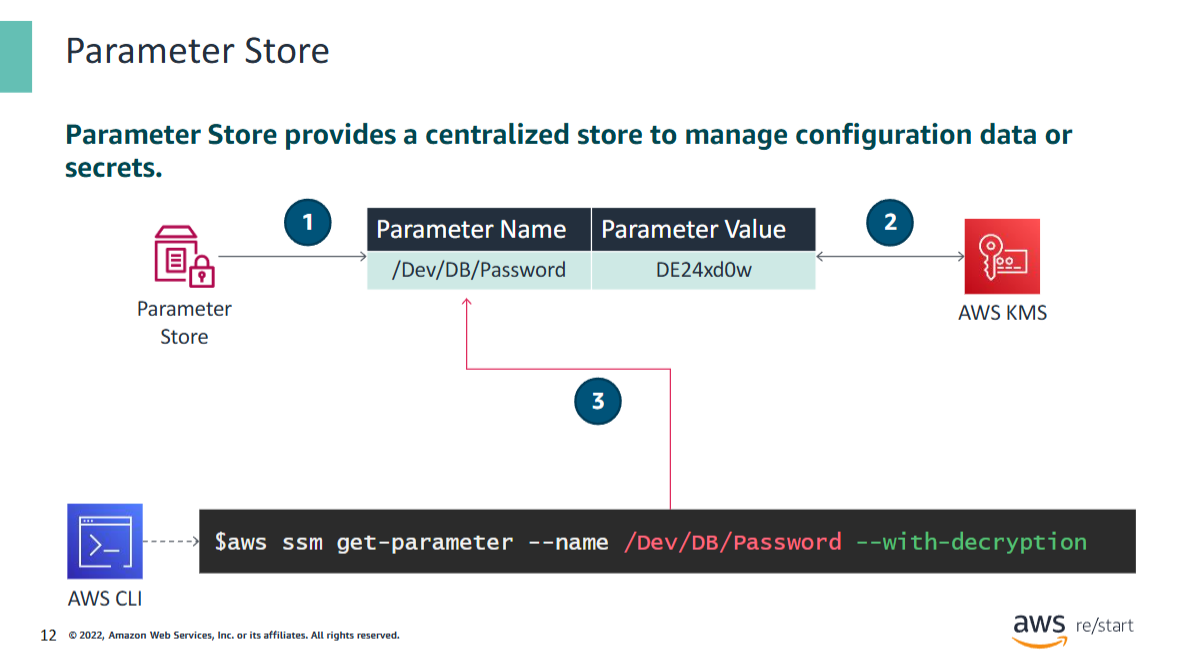 Parameter Store
Parameter Store provides a centralized store to manage configuration data or
secrets.
1
Parameter Name
Parameter Value
2
/Dev/DB/Password
DE24xd0w
Parameter
Store
AWS KMS
3
$aws ssm get-parameter --name /Dev/DB/Password --with-decryption
AWS CLI
12
© 2022, Amazon Web Services, Inc. or its affiliates. All rights reserved.
aws re/start